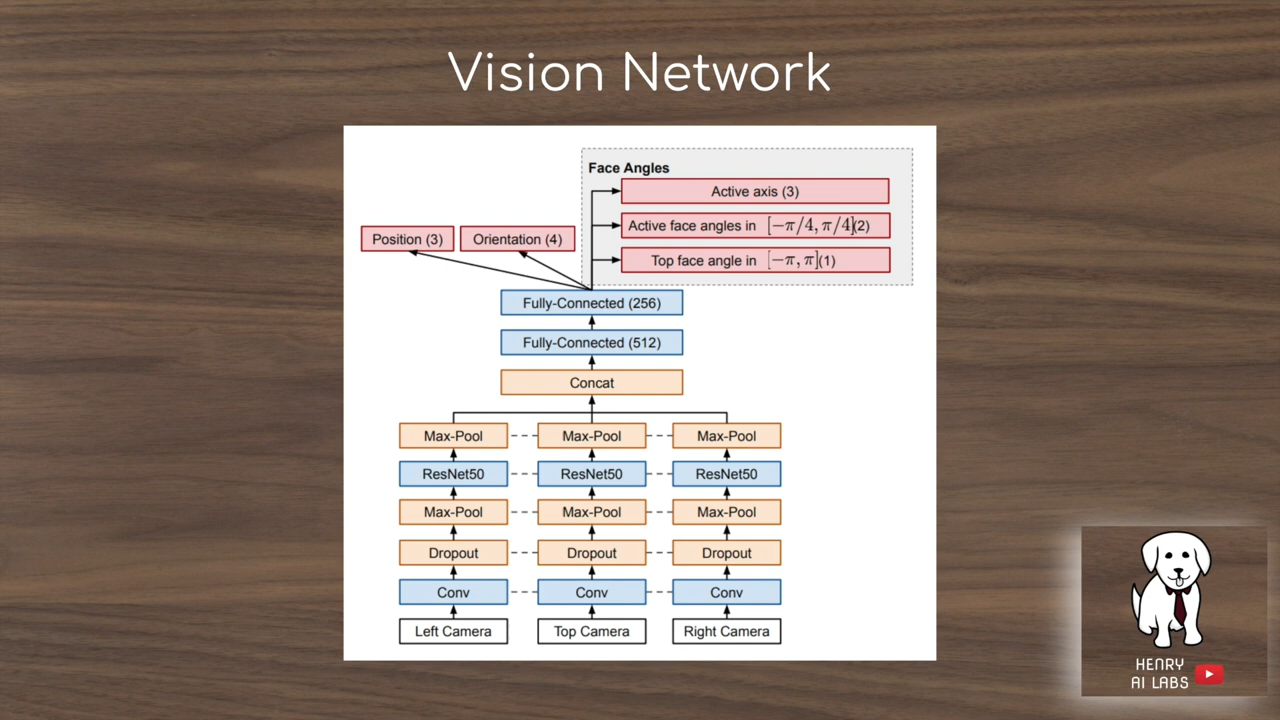 Vision Network
Face Angles
Active axis (3)
Active face angles in [−π/4, π/4](2)
Top face angle in [−π, π](1)
Position (3) Orientation (4)
Fully-Connected (256)
Fully-Connected (512)
Concat
Max-Pool Max-Pool Max-Pool
ResNet50 ResNet50 ResNet50
Max-Pool Max-Pool Max-Pool
Dropout Dropout Dropout
Conv Conv Conv
Left Camera Top Camera Right Camera
HENRY
AI LABS